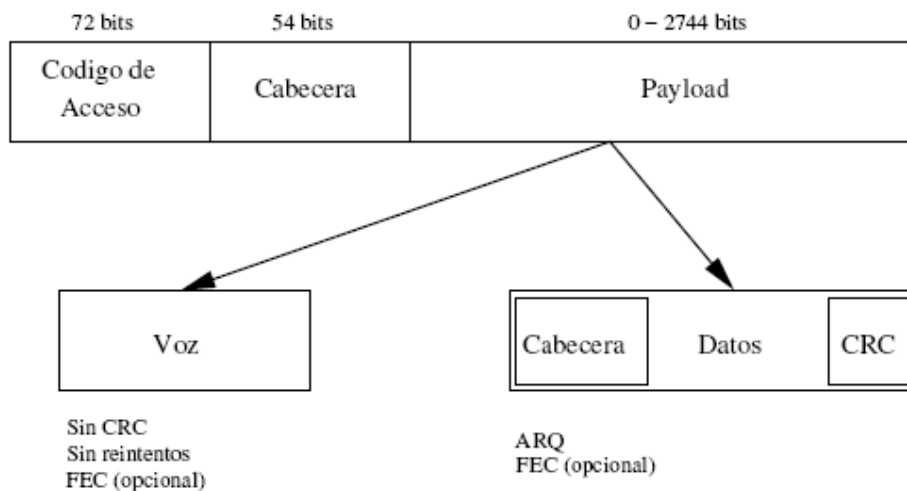 72 bits
54 bits
0 – 2744 bits
Codigo de
Acceso
Cabecera
Payload
Voz
Cabecera
Datos
CRC
Sin CRC
Sin reintentos
FEC (opcional)
ARQ
FEC (opcional)